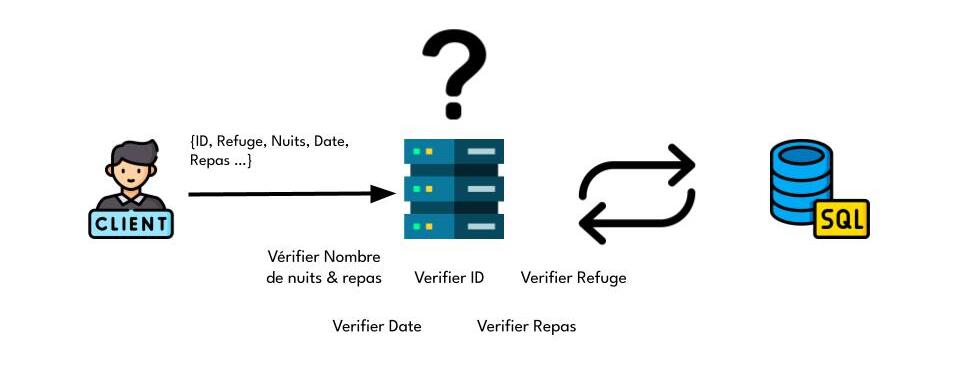 ?
{ID, Refuge, Nuits, Date,
Repas ...}
CLIENT
SQL
Vérifier Nombre
de nuits & repas
Verifier ID
Verifier Refuge
Verifier Date
Verifier Repas